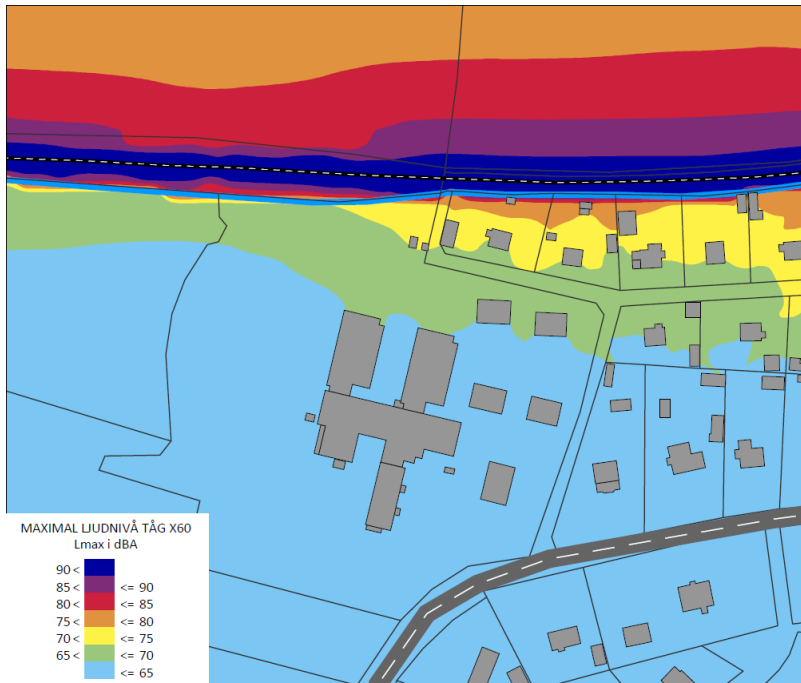 MAXIMAL LJUDNIVÅ TÅG X60
Lmax i dBA
90 <
85 < <= 90
80 < <= 85
75 < <= 80
70 < <= 75
65 < <= 70
<= 65